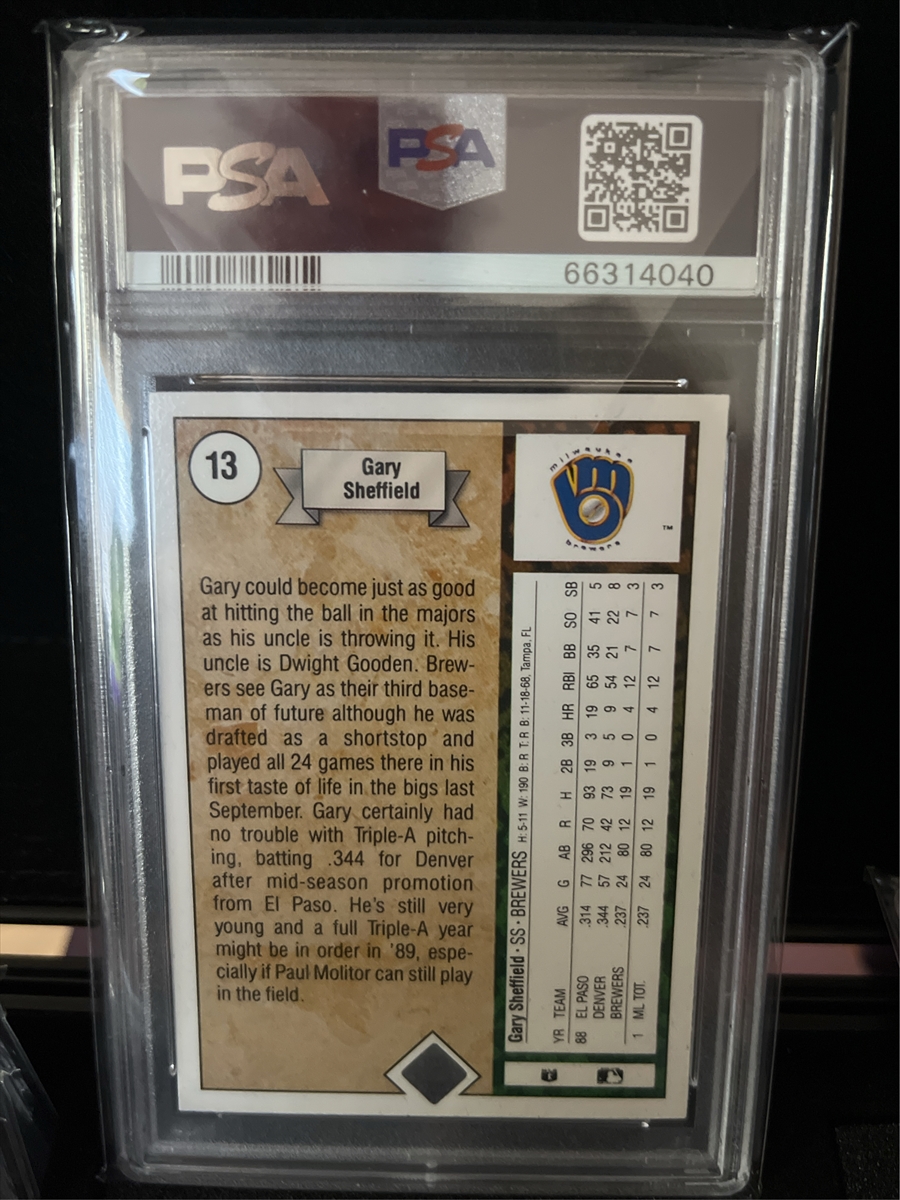 PSA
PSA
66314040
13
Gary
Sheffield
milwaukee
brewers
TM
Gary could become just as good
at hitting the ball in the majors
as his uncle is throwing it. His
uncle is Dwight Gooden. Brew-
ers see Gary as their third base-
man of future although he was
drafted as a shortstop and
played all 24 games there in his
first taste of life in the bigs last
September. Gary certainly had
no trouble with Triple-A pitch-
ing, batting .344 for Denver
after mid-season promotion
from El Paso. He's still very
young and a full Triple-A year
might be in order in '89, espe-
cially if Paul Molitor can still play
in the field.
Gary Sheffield · SS · BREWERS H: 5-11 W: 190 B: R T: R B: 11-18-68, Tampa, FL
YR TEAM AVG G AB R H 2B 3B HR RBI BB SO SB
88 EL PASO .314 77 296 70 93 19 3 19 65 35 41 5
DENVER .344 57 212 42 73 9 5 9 54 21 22 8
BREWERS .237 24 80 12 19 1 0 4 12 7 7 3
1 ML TOT. .237 24 80 12 19 1 0 4 12 7 7 3